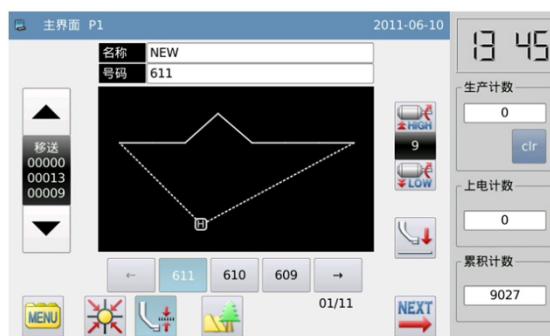 主界面 P1
2011-06-10
13 45
名称 NEW
号码 611
移送
00000
00013
00009
H
HIGH
9
LOW
← 611 610 609 →
01/11
MENU
NEXT
生产计数
0
clr
上电计数
0
累积计数
9027